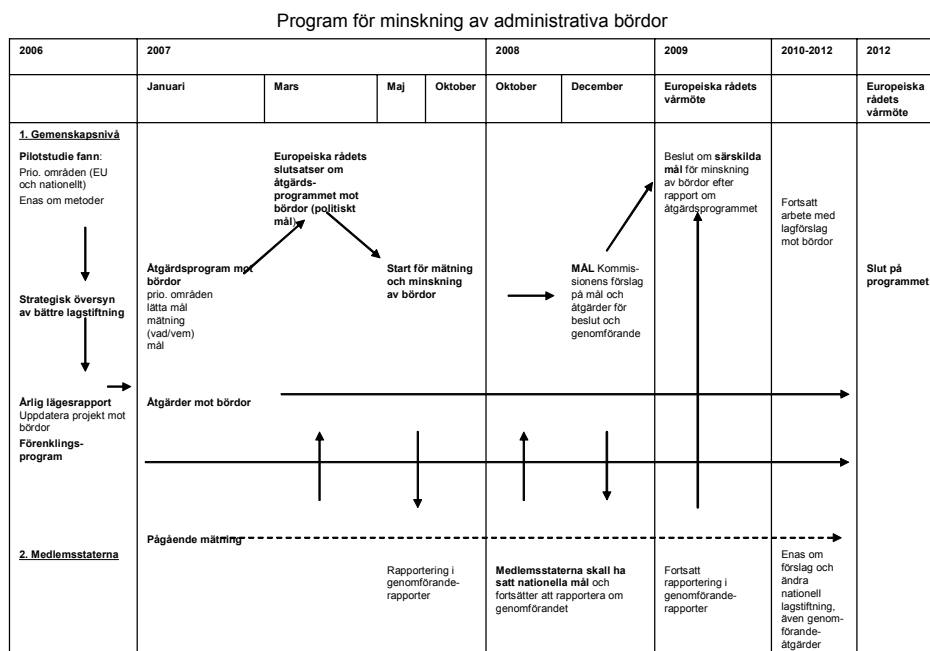 Program för minskning av administrativa bördor
2006
2007
2008
2009
2010-2012
2012
Januari
Mars
Maj
Oktober
Oktober
December
Europeiska rådets
vårmöte
Europeiska
rådets
vårmöte
1. Gemenskapsnivå
Pilotstudie fann:
Prio. områden (EU
och nationellt)
Enas om metoder
Strategisk översyn
av bättre lagstiftning
Årlig lägesrapport
Uppdatera projekt mot
bördor
Förenklings-
program
Åtgärdsprogram mot
bördor
prio. områden
lätta mål
mätning
(vad/vem)
mål
Europeiska rådets
slutsatser om
åtgärds-
programmet mot
bördor (politiskt
mål)
Start för mätning
och minskning
av bördor
MÅL Kommis-
sionens förslag
på mål och
åtgärder för
beslut och
genomförande
Beslut om särskilda
mål för minskning
av bördor efter
rapport om
åtgärdsprogrammet
Fortsatt
arbete med
lagförslag
mot bördor
Slut på
programmet
Åtgärder mot bördor
2. Medlemsstaterna
Pågående mätning
Rapportering i
genomförande-
rapporter
Medlemsstaterna skall ha
satt nationella mål och
fortsätter att rapportera om
genomförandet
Fortsatt
rapportering i
genomförande-
rapporter
Enas om
förslag och
ändra
nationell
lagstiftning,
även genom-
förande-
åtgärder